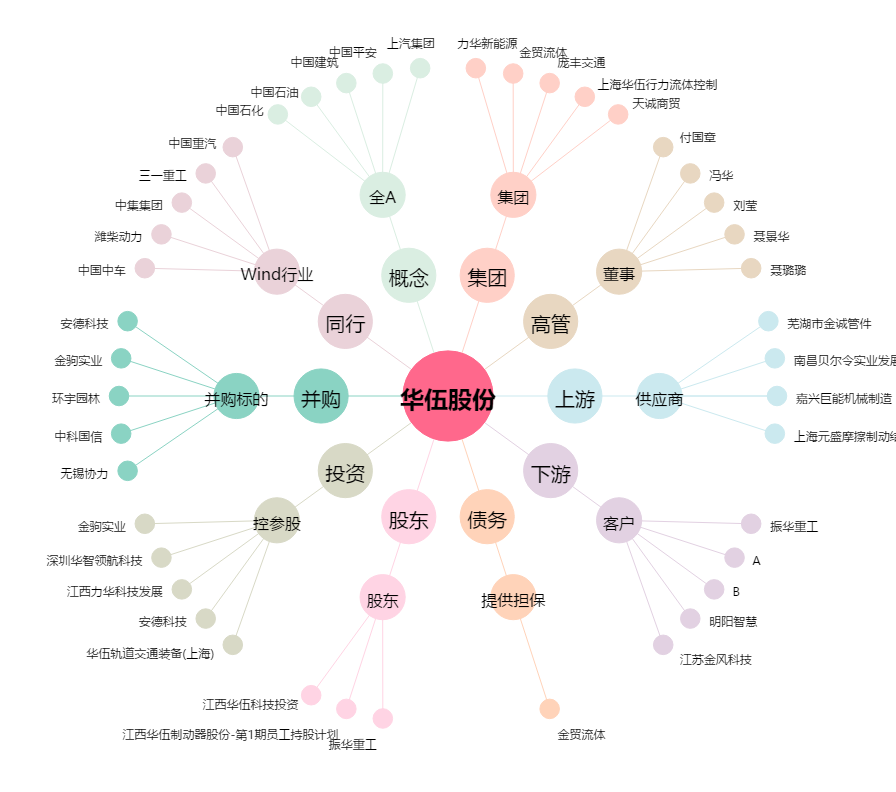 上汽集团
中国平安
中国建筑
中国石油
中国石化
全A
概念
力华新能源
金贸流体
庞丰交通
上海华伍行力流体控制
天诚商贸
集团
集团
付国章
冯华
刘莹
聂景华
聂璐璐
董事
高管
中国重汽
三一重工
中集集团
潍柴动力
中国中车
Wind行业
同行
安德科技
金驹实业
环宇园林
中科国信
无锡协力
并购标的
并购
华伍股份
上游
供应商
芜湖市金诚管件
南昌贝尔令实业发展
嘉兴巨能机械制造
上海元盛摩擦制动
投资
控参股
金驹实业
深圳华智领航科技
江西力华科技发展
安德科技
华伍轨道交通装备(上海)
股东
股东
江西华伍科技投资
江西华伍制动器股份-第1期员工持股计划
振华重工
债务
提供担保
金贸流体
下游
客户
振华重工
A
B
明阳智慧
江苏金风科技